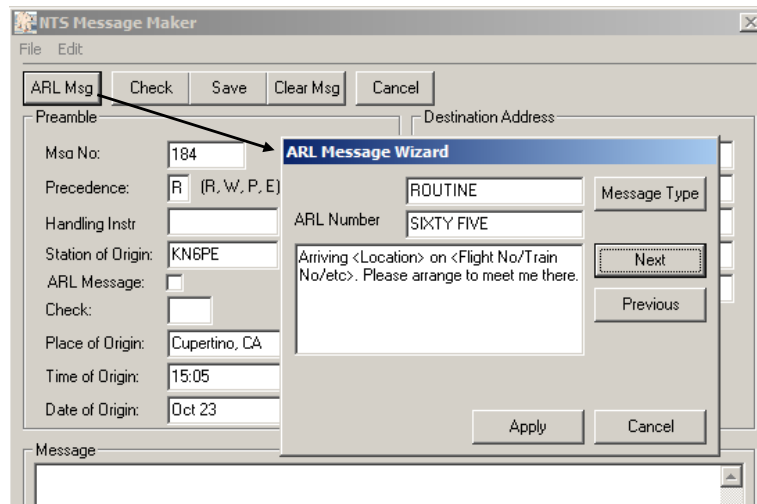 NTS Message Maker
File Edit
ARL Msg Check Save Clear Msg Cancel
Preamble
Destination Address
Msg No: 184
Precedence: R (R, W, P, E)
Handling Instr
Station of Origin: KN6PE
ARL Message:
Check:
Place of Origin: Cupertino, CA
Time of Origin: 15:05
Date of Origin: Oct 23
ARL Message Wizard
ROUTINE
Message Type
ARL Number SIXTY FIVE
Arriving <Location> on <Flight No/Train
No/etc>. Please arrange to meet me there.
Next
Previous
Apply Cancel
Message